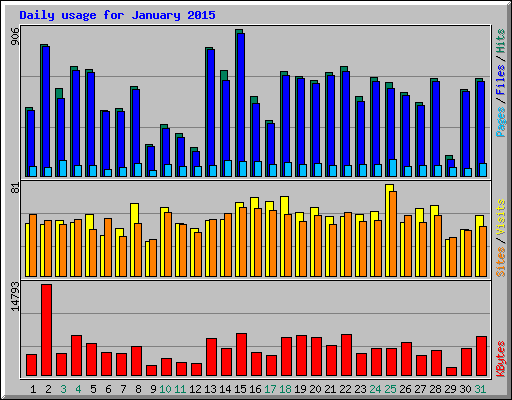 Daily usage for January 2015
906
Pages / Files / Hits
81
Sites / Visits
14793
KBytes
1 2 3 4 5 6 7 8 9 10 11 12 13 14 15 16 17 18 19 20 21 22 23 24 25 26 27 28 29 30 31